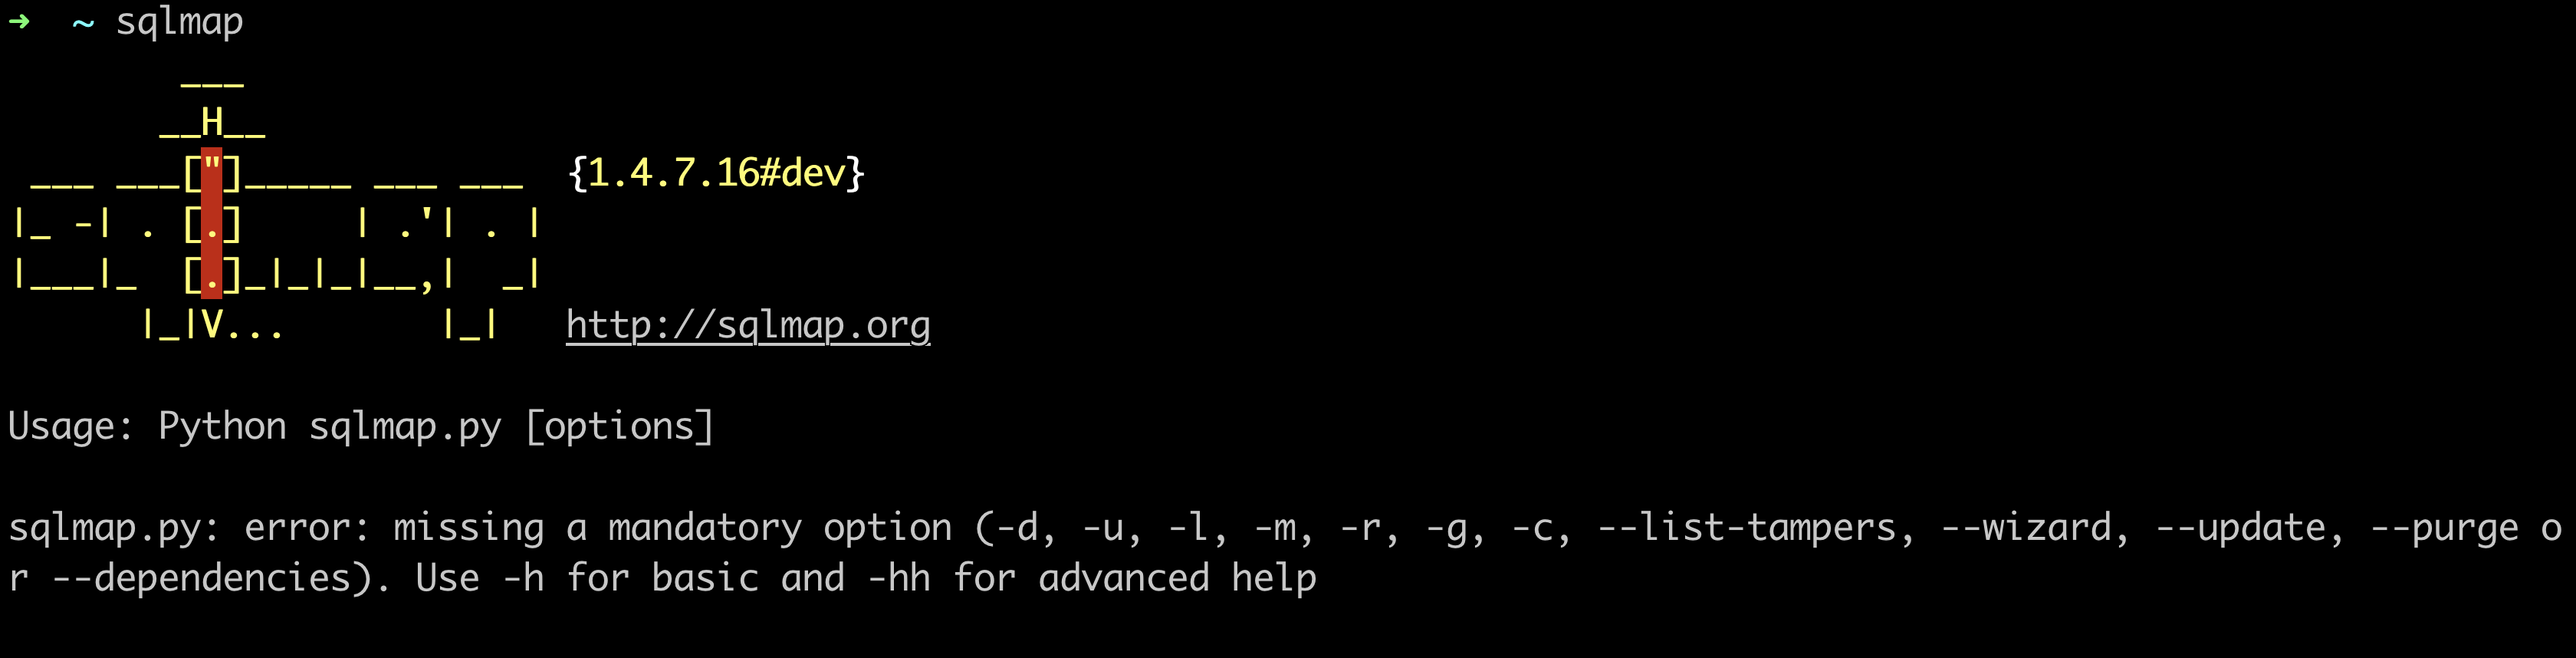 ➜  ~ sqlmap
        ___
       __H__
 ___ ___["]_____ ___ ___  {1.4.7.16#dev}
|_ -| . [.]     | .'| . |
|___|_  [.]_|_|_|__,|  _|
      |_|V...       |_|   http://sqlmap.org
Usage: Python sqlmap.py [options]
sqlmap.py: error: missing a mandatory option (-d, -u, -l, -m, -r, -g, -c, --list-tampers, --wizard, --update, --purge o
r --dependencies). Use -h for basic and -hh for advanced help